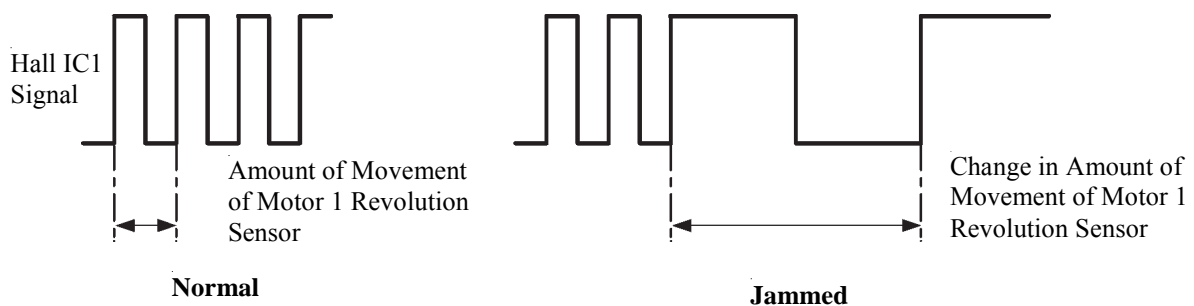 Hall IC1
Signal
Amount of Movement
of Motor 1 Revolution
Sensor
Normal
Change in Amount of
Movement of Motor 1
Revolution Sensor
Jammed